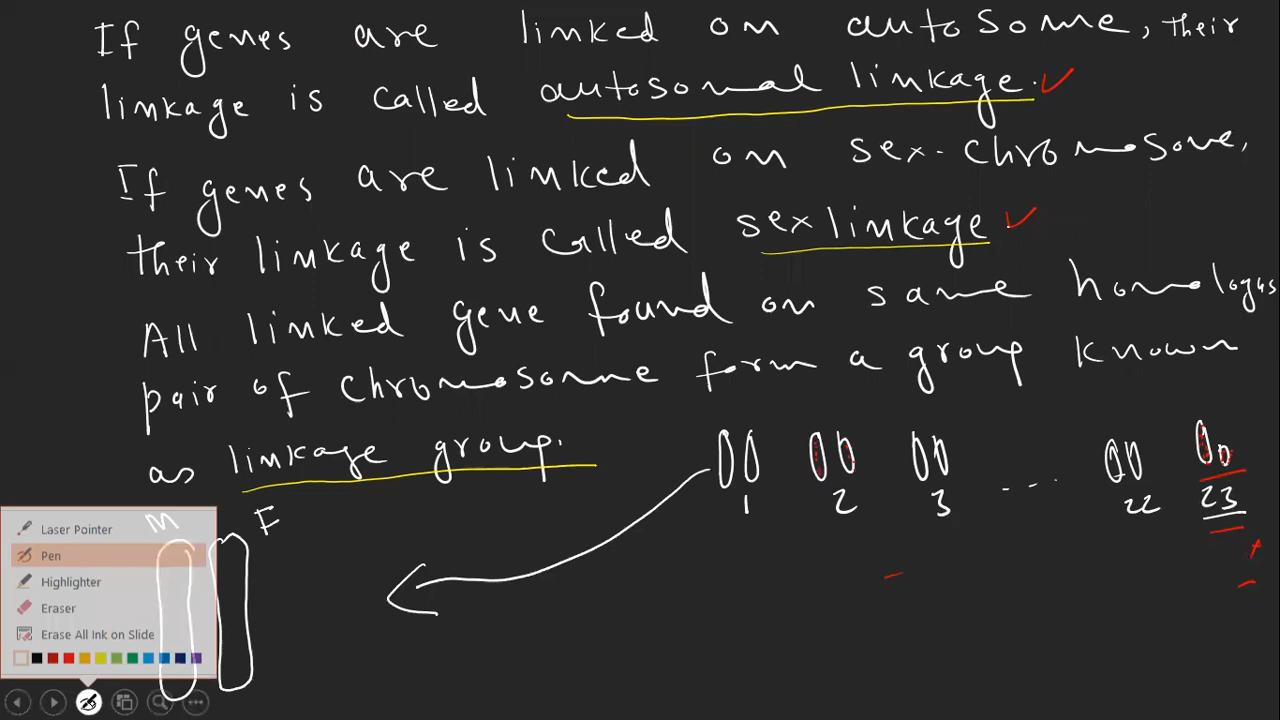 If genes are linked on autosome, their
linkage is called autosomal linkage.
If genes are linked on sex-chromosome,
their linkage is called sex linkage
All linked gene found on same homologus
pair of chromosome form a group known
as linkage group.
1 2 3 ... 22 23
M F
Laser Pointer
Pen
Highlighter
Eraser
Erase All Ink on Slide